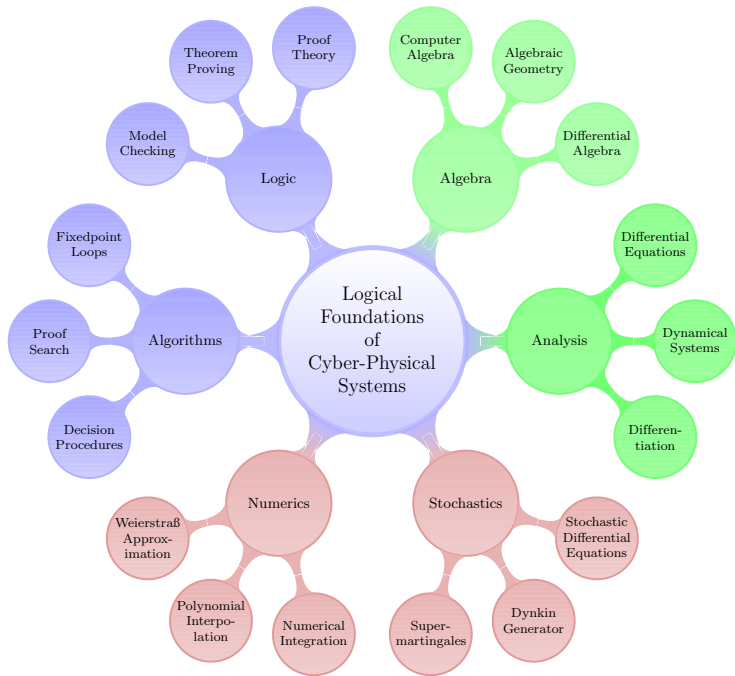 Proof
Theory
Theorem
Proving
Model
Checking
Logic
Computer
Algebra
Algebraic
Geometry
Differential
Algebra
Algebra
Fixedpoint
Loops
Proof
Search
Decision
Procedures
Algorithms
Logical
Foundations
of
Cyber-Physical
Systems
Analysis
Differential
Equations
Dynamical
Systems
Differen-
tiation
Numerics
Weierstraß
Approx-
imation
Polynomial
Interpo-
lation
Numerical
Integration
Stochastics
Stochastic
Differential
Equations
Dynkin
Generator
Super-
martingales